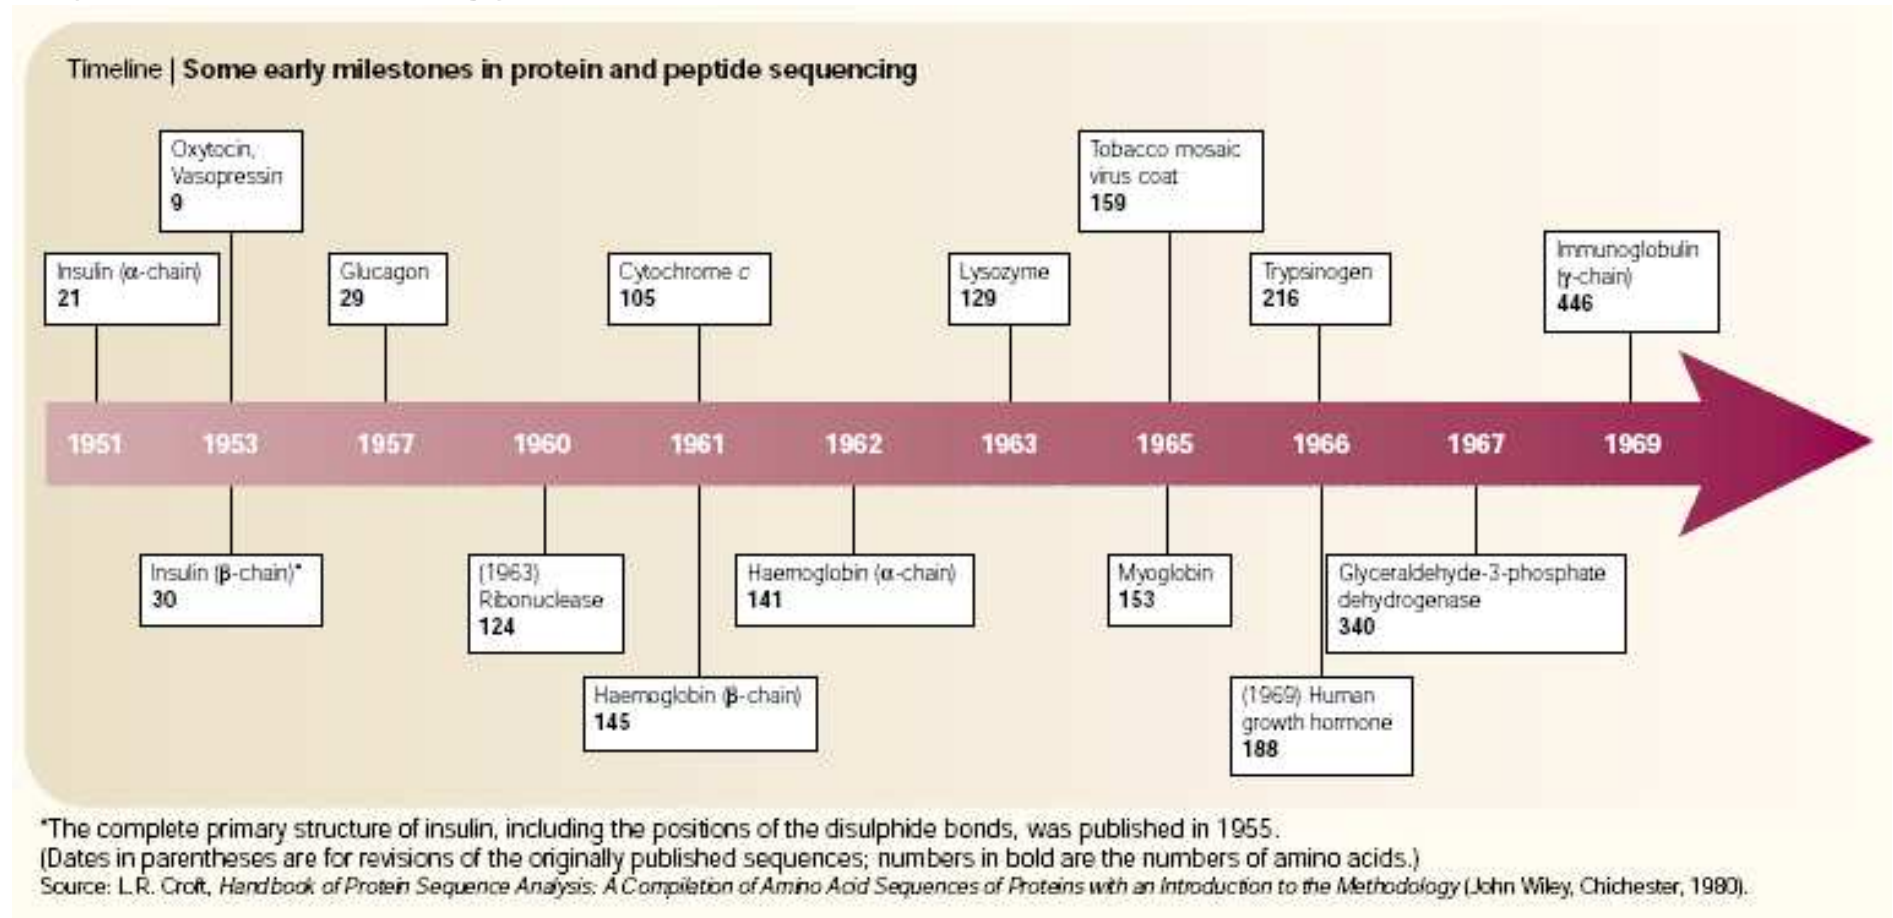 Timeline | Some early milestones in protein and peptide sequencing
Oxytocin,
Vasopressin
9
Tobacco mosaic
virus coat
159
Insulin (α-chain)
21
Glucagon
29
Cytochrome c
105
Lysozyme
129
Trypsinogen
216
Immunoglobulin
(γ-chain)
446
1951 1953 1957 1960 1961 1962 1963 1965 1966 1967 1969
Insulin (β-chain)*
30
(1963)
Ribonuclease
124
Haemoglobin (α-chain)
141
Myoglobin
153
Glyceraldehyde-3-phosphate
dehydrogenase
340
Haemoglobin (β-chain)
145
(1969) Human
growth hormone
188
*The complete primary structure of insulin, including the positions of the disulphide bonds, was published in 1955.
(Dates in parentheses are for revisions of the originally published sequences; numbers in bold are the numbers of amino acids.)
Source: L.R. Croft, Handbook of Protein Sequence Analysis: A Compilation of Amino Acid Sequences of Proteins with an Introduction to the Methodology (John Wiley, Chichester, 1980).